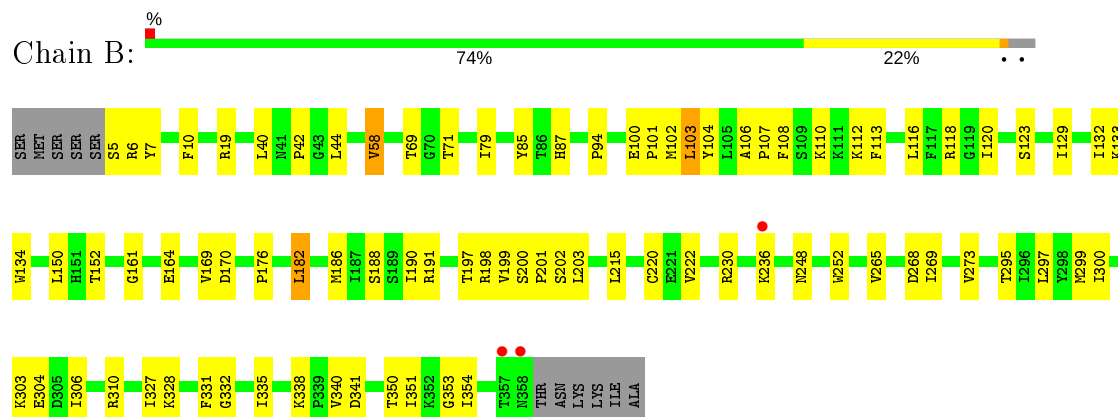 %
Chain B:
74% 22% • •
SER MET SER SER SER S5 R6 Y7 F10 R19 L40 N41 P42 G43 L44 V58 T69 G70 T71 I79 Y85 T86 H87 P94 E100 P101 M102 L103 Y104 L105 A106 P107 F108 S109 K110 K111 K112 F113 L116 F117 R118 G119 I120 S123 I129 I132 K133
W134 L150 H151 T152 G161 E164 V169 D170 P176 L182 M186 I187 S188 S189 I190 R191 T197 R198 V199 S200 P201 S202 L203 L215 C220 E221 V222 R230 K236 N248 W252 V265 D268 I269 V273 T295 I296 L297 Y298 M299 I300
K303 E304 D305 I306 R310 I327 K328 F331 G332 I335 K338 P339 V340 D341 T350 I351 K352 G353 I354 T357 N358 THR ASN LYS LYS ILE ALA